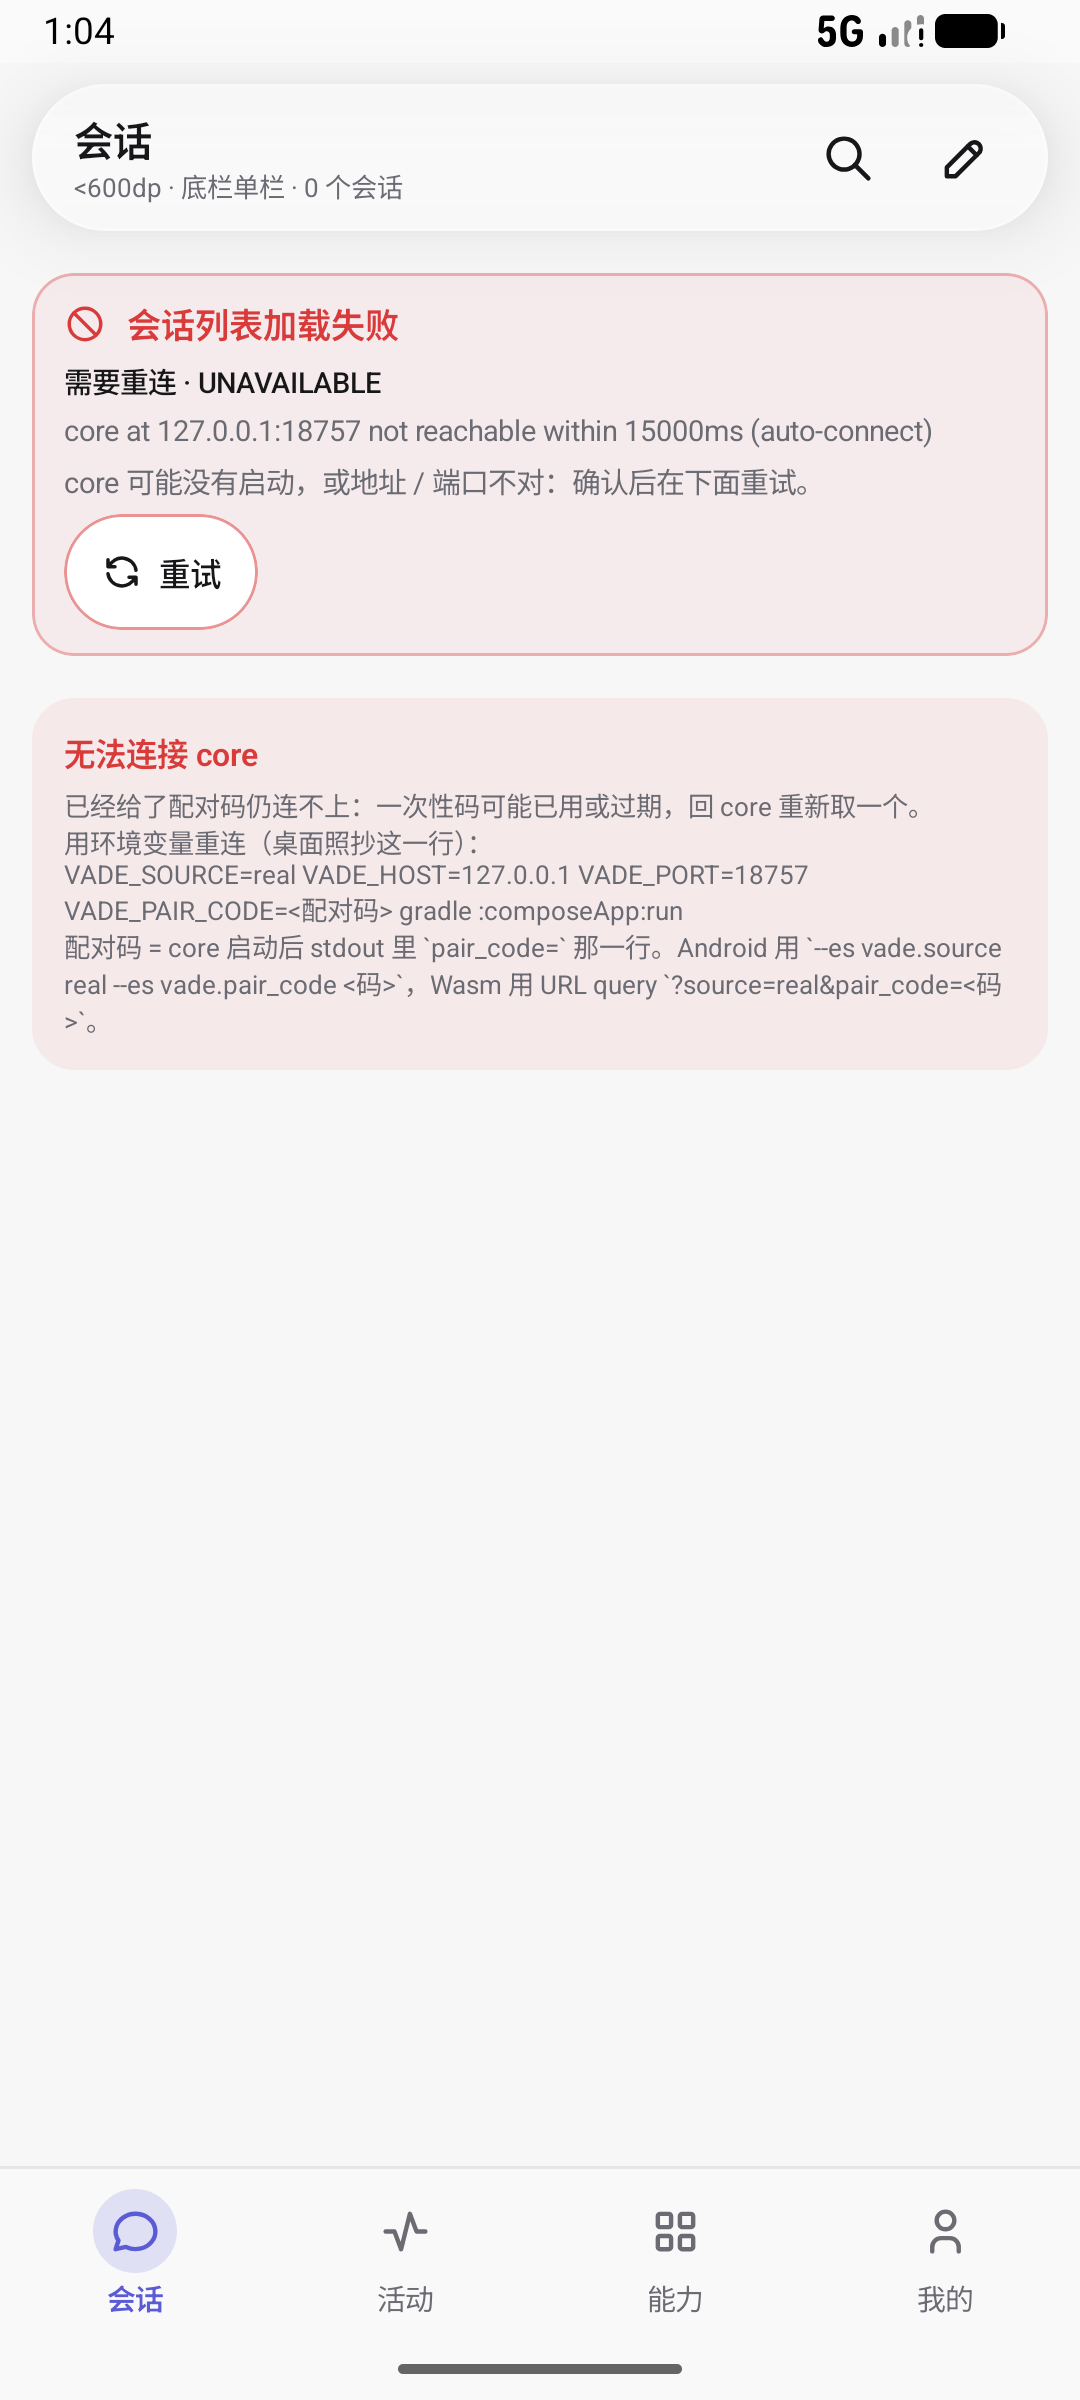 1:04
5G
会话
<600dp · 底栏单栏 · 0 个会话
会话列表加载失败
需要重连 · UNAVAILABLE
core at 127.0.0.1:18757 not reachable within 15000ms (auto-connect)
core 可能没有启动，或地址 / 端口不对：确认后在下面重试。
重试
无法连接 core
已经给了配对码仍连不上：一次性码可能已用或过期，回 core 重新取一个。
用环境变量重连（桌面照抄这一行）：
VADE_SOURCE=real VADE_HOST=127.0.0.1 VADE_PORT=18757
VADE_PAIR_CODE=<配对码> gradle :composeApp:run
配对码 = core 启动后 stdout 里 `pair_code=` 那一行。Android 用 `--es vade.source
real --es vade.pair_code <码>`，Wasm 用 URL query `?source=real&pair_code=<码
>`。
会话
活动
能力
我的